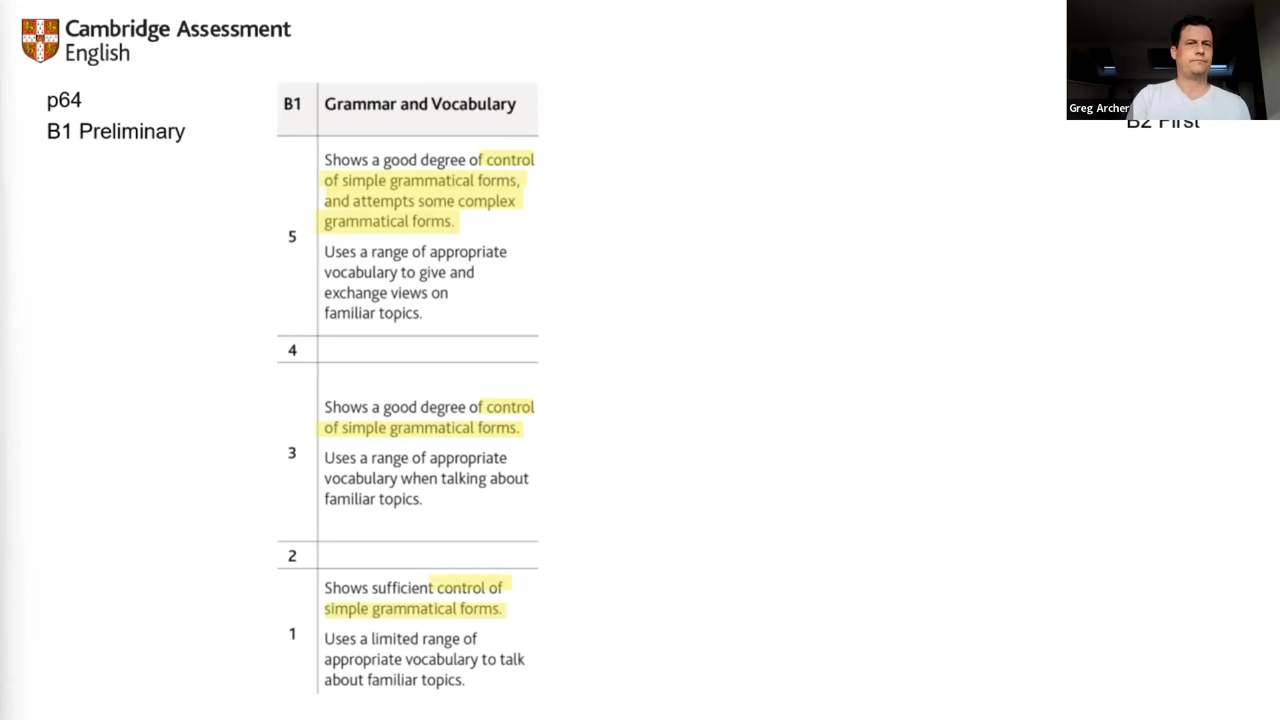 Cambridge Assessment
English
p64
B1 Preliminary
B1 Grammar and Vocabulary
5
Shows a good degree of control
of simple grammatical forms,
and attempts some complex
grammatical forms.
Uses a range of appropriate
vocabulary to give and
exchange views on
familiar topics.
4
3
Shows a good degree of control
of simple grammatical forms.
Uses a range of appropriate
vocabulary when talking about
familiar topics.
2
1
Shows sufficient control of
simple grammatical forms.
Uses a limited range of
appropriate vocabulary to talk
about familiar topics.
Greg Archer
B2 First